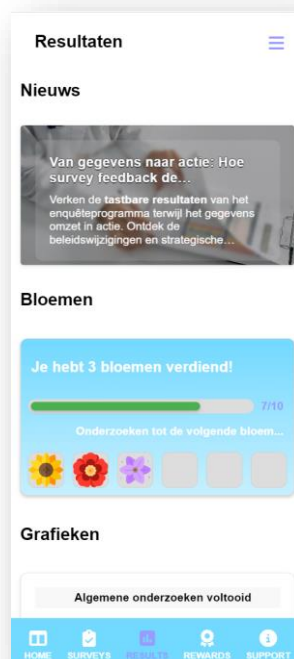 Resultaten
Nieuws
Van gegevens naar actie: Hoe
survey feedback de…
Verken de tastbare resultaten van het
enquêteprogramma terwijl het gegevens
omzet in actie. Ontdek de
beleidswijzigingen en strategische…
Bloemen
Je hebt 3 bloemen verdiend!
7/10
Onderzoeken tot de volgende bloem...
Grafieken
Algemene onderzoeken voltooid
HOME SURVEYS RESULTS REWARDS SUPPORT